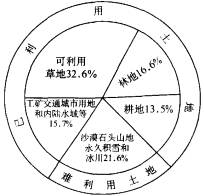 已利用土地
可利用
草地32.6%
林地16.6%
耕地13.5%
工矿交通城市用地
和内陆水域等
15.7%
沙漠石头山地
永久积雪和
冰川21.6%
难利用土地